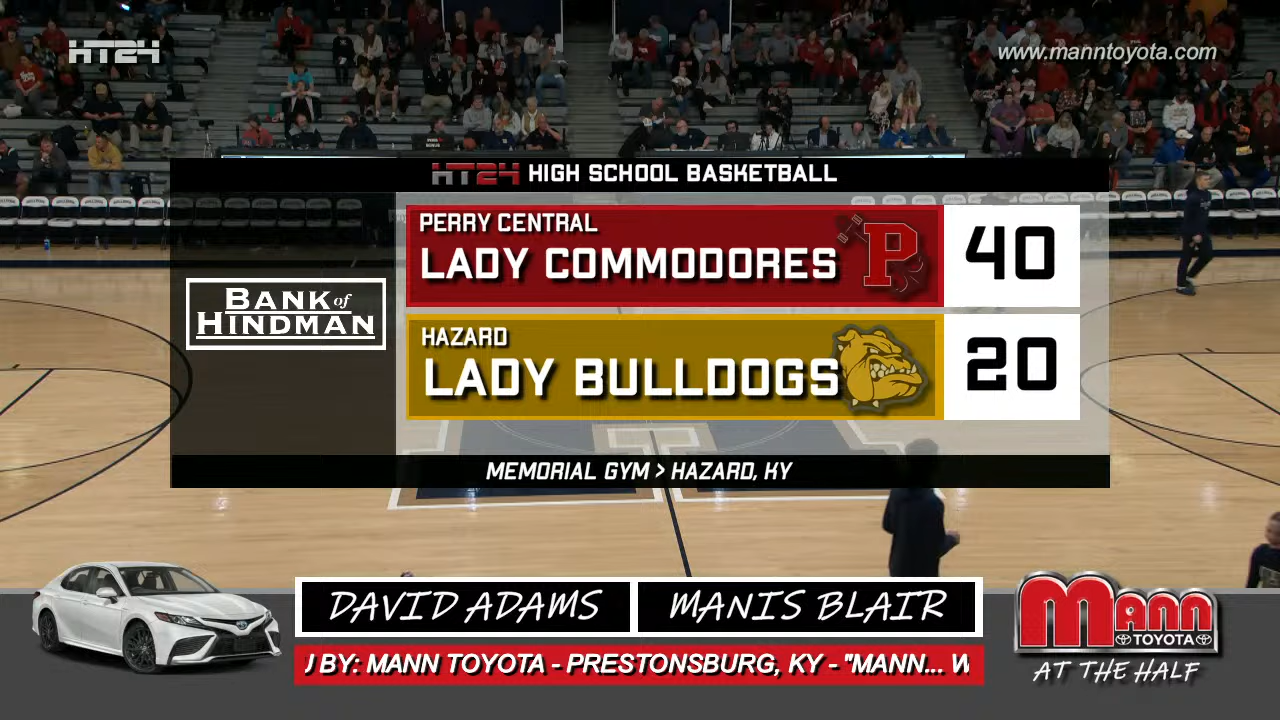 HT24
www.manntoyota.com
HT24 HIGH SCHOOL BASKETBALL
PERRY CENTRAL
LADY COMMODORES
P
40
BANK of
HINDMAN
HAZARD
LADY BULLDOGS
20
MEMORIAL GYM > HAZARD, KY
DAVID ADAMS
MANIS BLAIR
BY: MANN TOYOTA - PRESTONSBURG, KY - "MANN...
MANN
TOYOTA
AT THE HALF